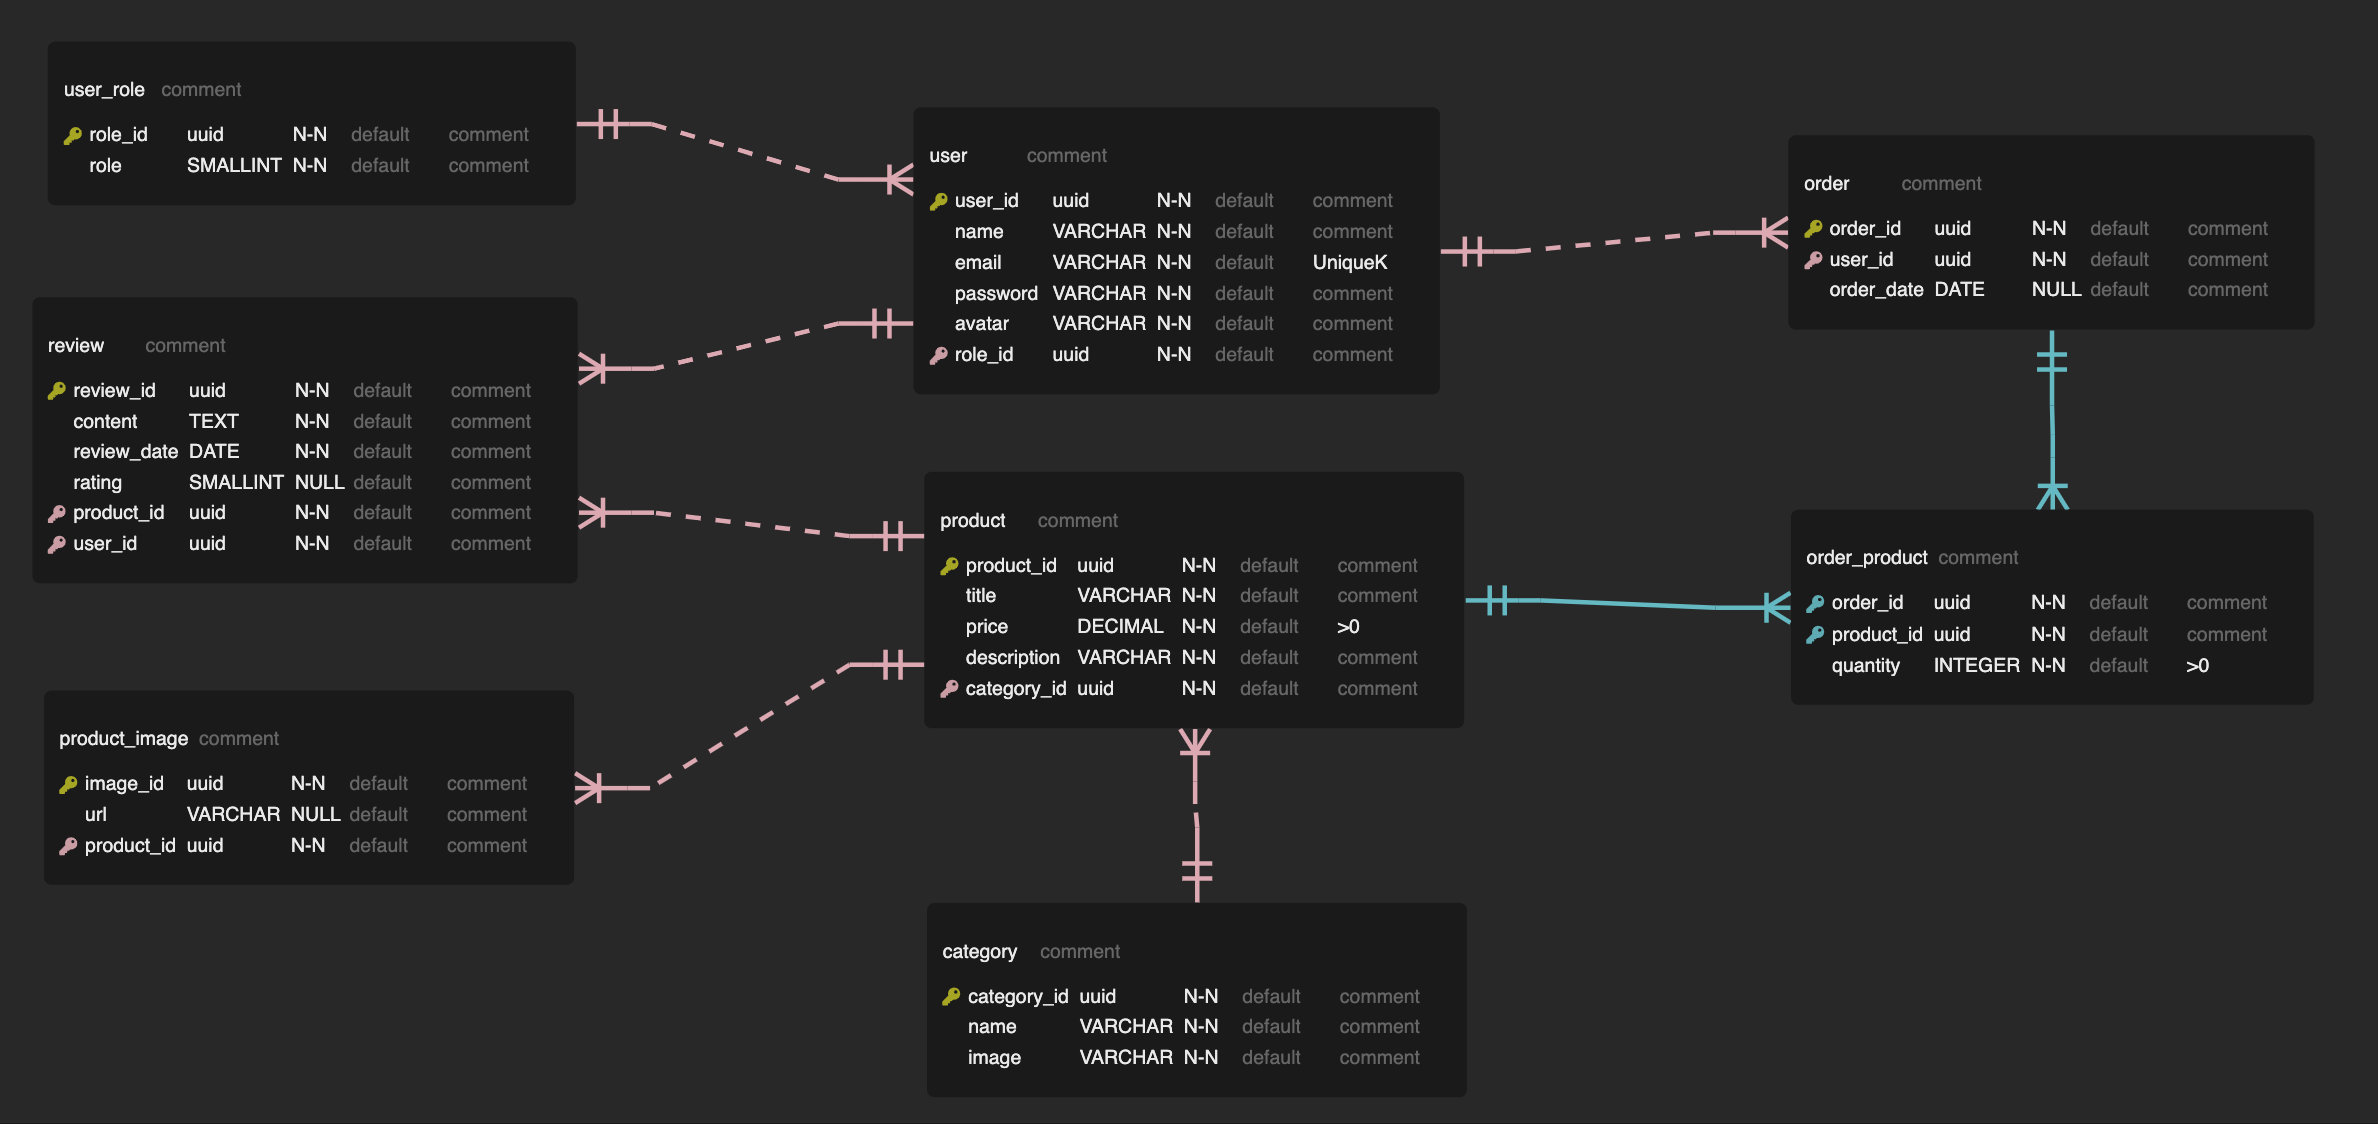 user_role comment
role_id uuid N-N default comment
role SMALLINT N-N default comment
user comment
user_id uuid N-N default comment
name VARCHAR N-N default comment
email VARCHAR N-N default UniqueK
password VARCHAR N-N default comment
avatar VARCHAR N-N default comment
role_id uuid N-N default comment
order comment
order_id uuid N-N default comment
user_id uuid N-N default comment
order_date DATE NULL default comment
review comment
review_id uuid N-N default comment
content TEXT N-N default comment
review_date DATE N-N default comment
rating SMALLINT NULL default comment
product_id uuid N-N default comment
user_id uuid N-N default comment
product comment
product_id uuid N-N default comment
title VARCHAR N-N default comment
price DECIMAL N-N default >0
description VARCHAR N-N default comment
category_id uuid N-N default comment
order_product comment
order_id uuid N-N default comment
product_id uuid N-N default comment
quantity INTEGER N-N default >0
product_image comment
image_id uuid N-N default comment
url VARCHAR NULL default comment
product_id uuid N-N default comment
category comment
category_id uuid N-N default comment
name VARCHAR N-N default comment
image VARCHAR N-N default comment